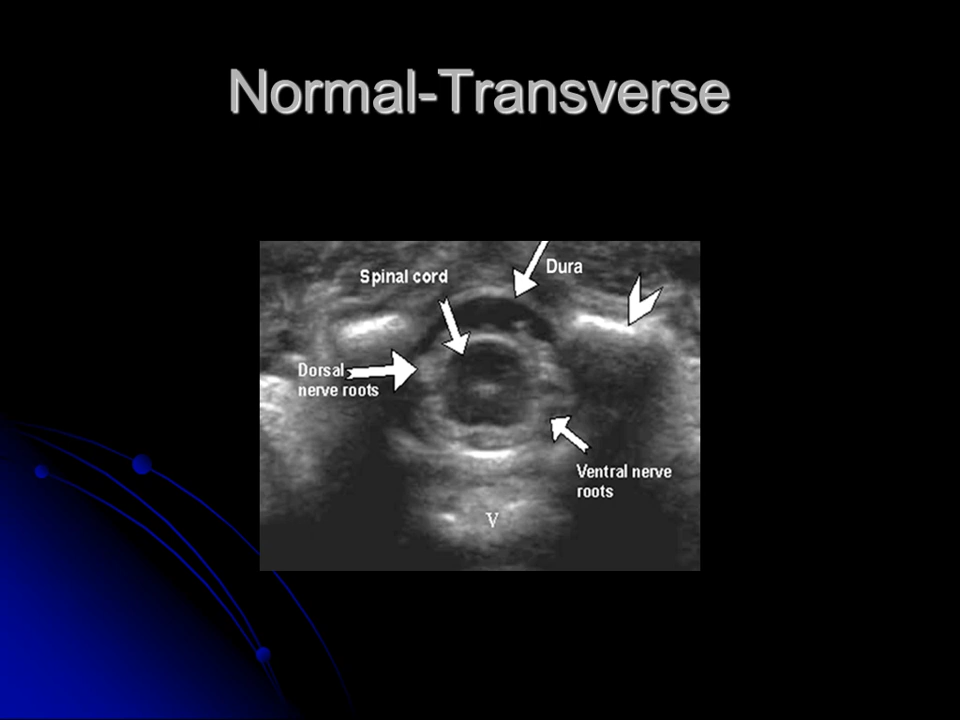 Normal-Transverse
Spinal cord
Dura
Dorsal
nerve roots
Ventral nerve
roots
V